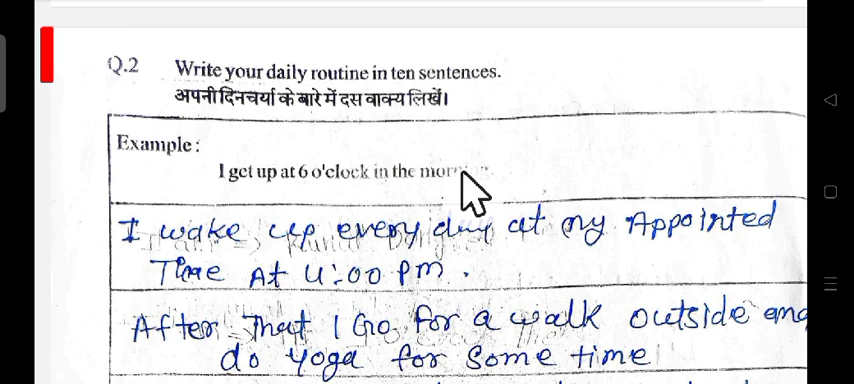 Q.2 Write your daily routine in ten sentences.
अपनी दिनचर्या के बारे में दस वाक्य लिखें।
Example :
I get up at 6 o'clock in the
I wake up every day at my Appointed
Time At 4:00 pm.
After That I Go for a walk outside and
do yoga for some time